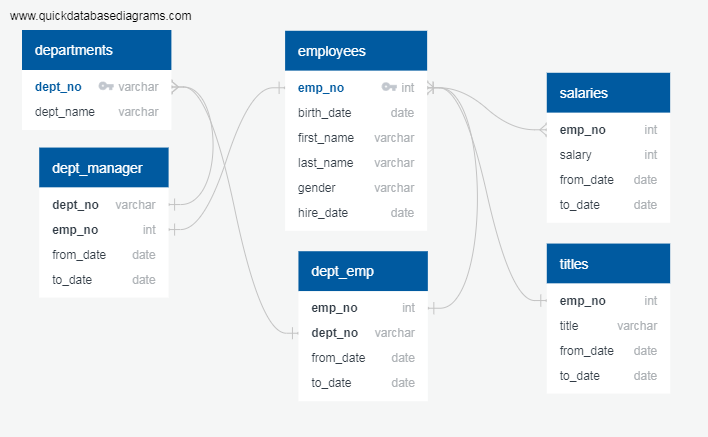 www.quickdatabasediagrams.com
departments
dept_no varchar
dept_name varchar
dept_manager
dept_no varchar
emp_no int
from_date date
to_date date
employees
emp_no int
birth_date date
first_name varchar
last_name varchar
gender varchar
hire_date date
dept_emp
emp_no int
dept_no varchar
from_date date
to_date date
salaries
emp_no int
salary int
from_date date
to_date date
titles
emp_no int
title varchar
from_date date
to_date date